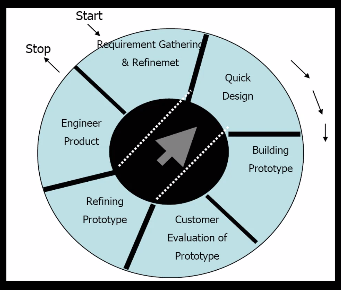 Start
Stop
Requirement Gathering
& Refinemet
Quick
Design
Building
Prototype
Customer
Evaluation of
Prototype
Refining
Prototype
Engineer
Product